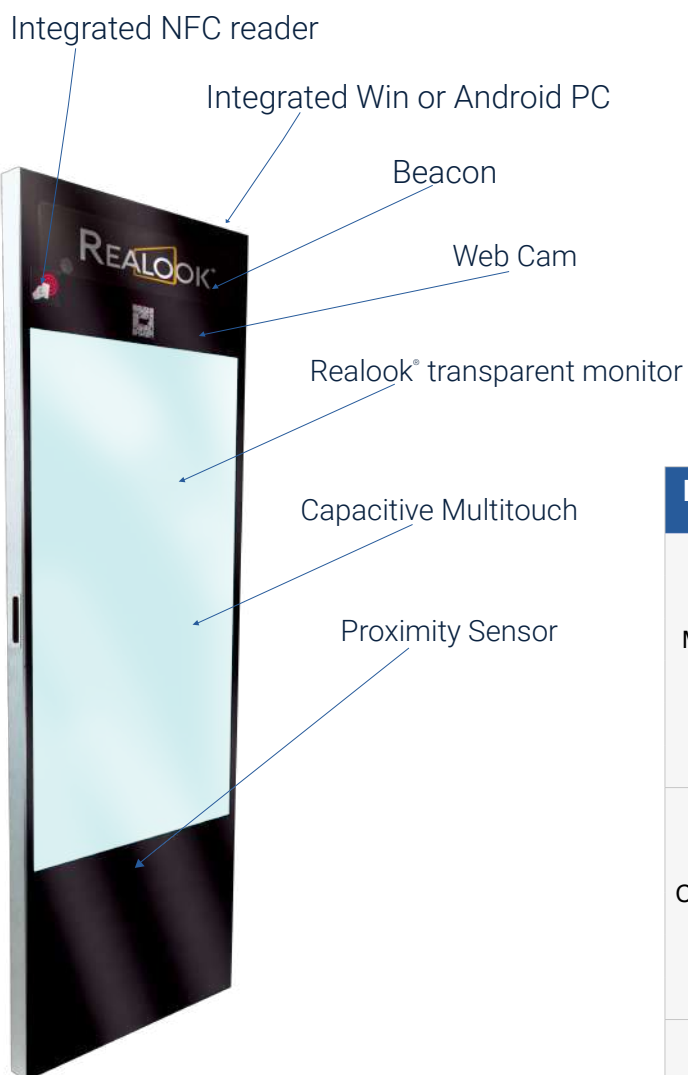 Integrated NFC reader
Integrated Win or Android PC
Beacon
REALOOK®
Web Cam
Realook® transparent monitor
Capacitive Multitouch
Proximity Sensor